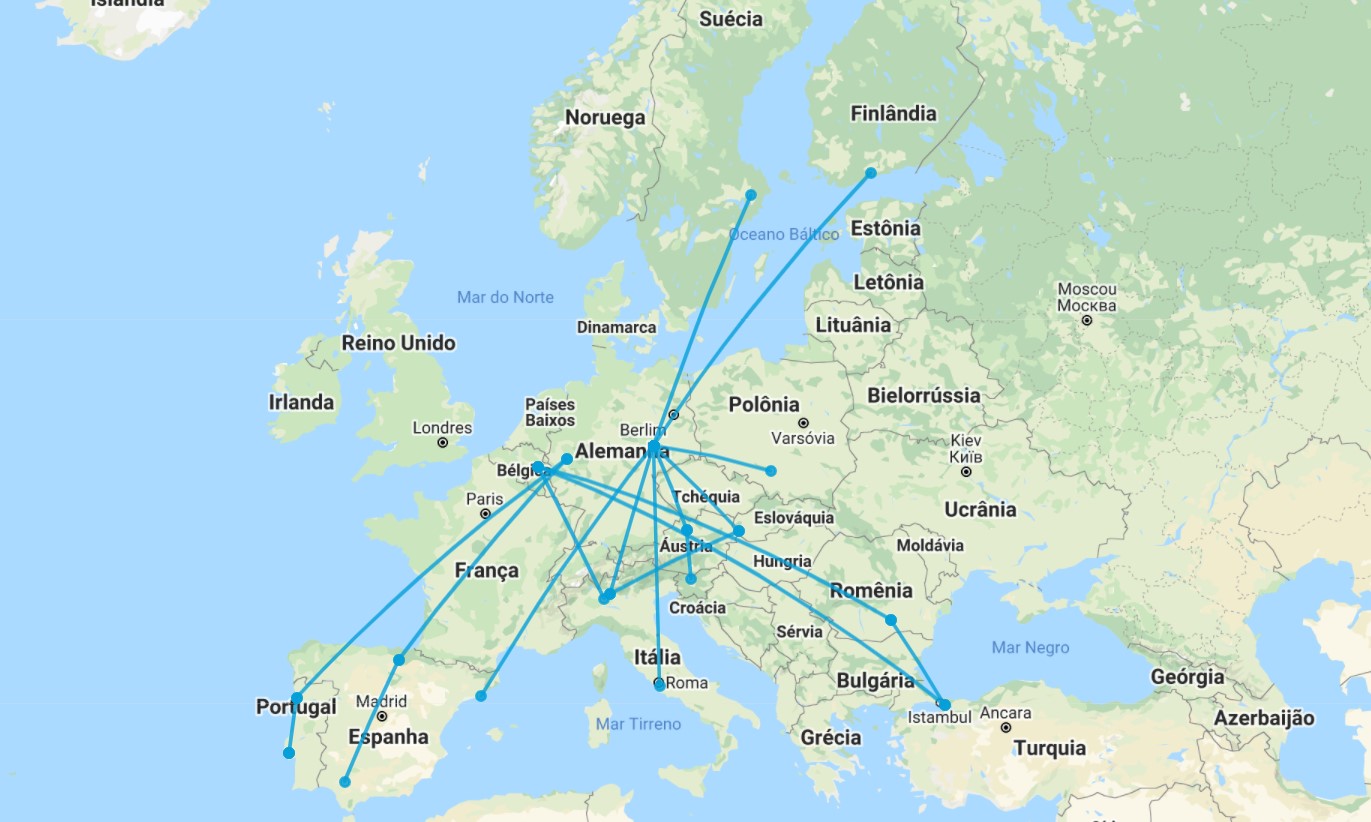 Islândia
Suécia
Noruega
Finlândia
Oceano Báltico
Estônia
Letônia
Mar do Norte
Dinamarca
Lituânia
Moscou
Москва
Reino Unido
Irlanda
Países
Baixos
Bielorrússia
Polônia
Londres
Berlim
Varsóvia
Alemanha
Kiev
Київ
Bélgica
Paris
Tchéquia
Ucrânia
Eslováquia
Áustria
Moldávia
Hungria
França
Romênia
Croácia
Sérvia
Mar Negro
Itália
Geórgia
Roma
Bulgária
Madrid
Portugal
Istambul
Ancara
Azerbaijão
Mar Tirreno
Espanha
Grécia
Turquia